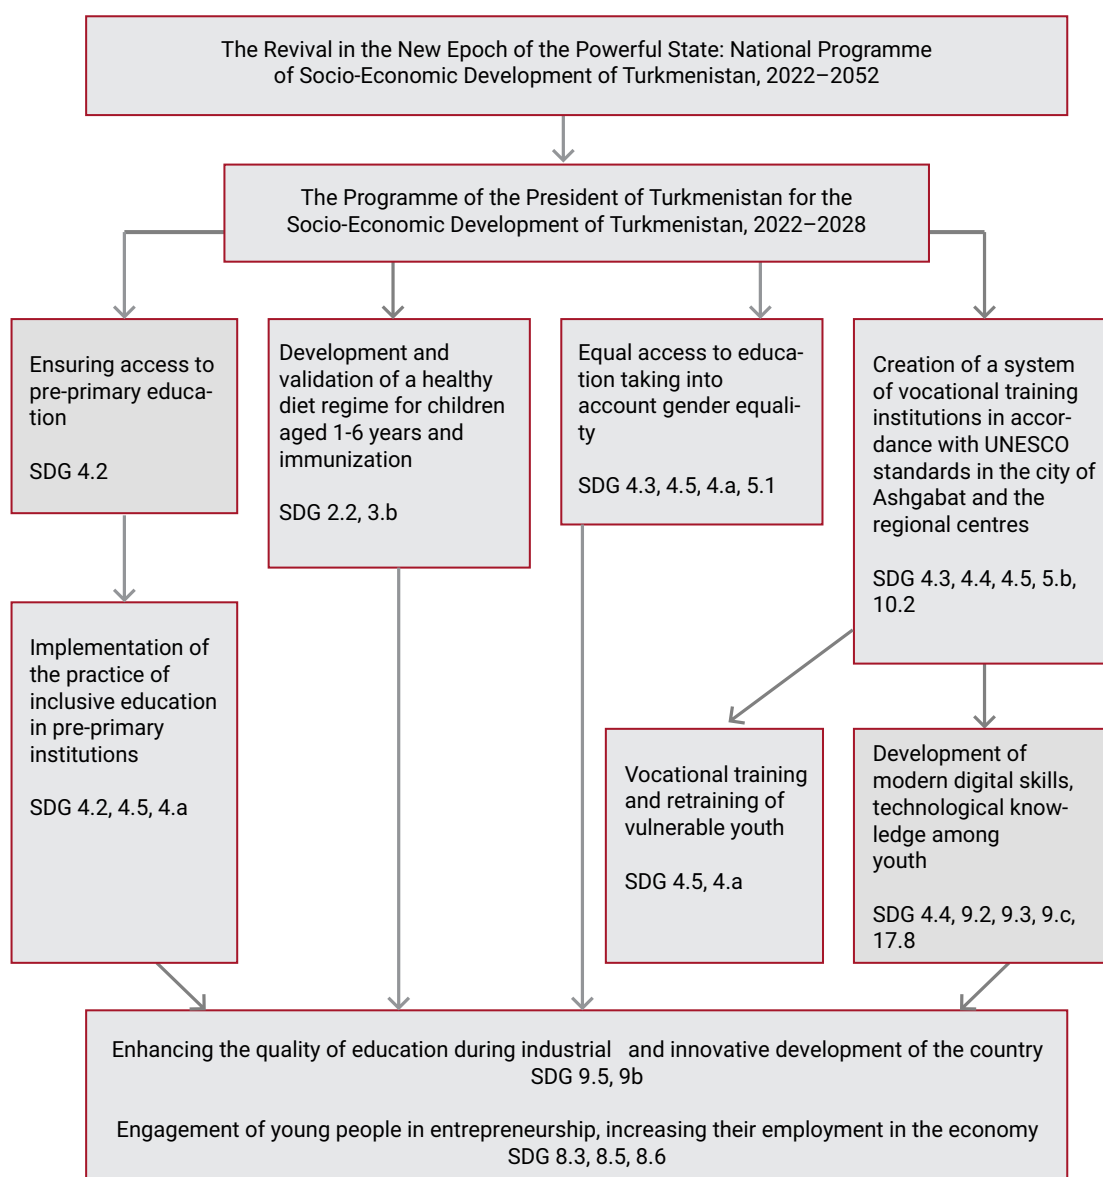 The Revival in the New Epoch of the Powerful State: National Programme
of Socio-Economic Development of Turkmenistan, 2022–2052
The Programme of the President of Turkmenistan for the
Socio-Economic Development of Turkmenistan, 2022–2028
Ensuring access to
pre-primary educa-
tion
SDG 4.2
Development and
validation of a healthy
diet regime for children
aged 1-6 years and
immunization
SDG 2.2, 3.b
Equal access to educa-
tion taking into
account gender equali-
ty
SDG 4.3, 4.5, 4.a, 5.1
Creation of a system
of vocational training
institutions in accor-
dance with UNESCO
standards in the city of
Ashgabat and the
regional centres
SDG 4.3, 4.4, 4.5, 5.b,
10.2
Implementation of
the practice of
inclusive education
in pre-primary
institutions
SDG 4.2, 4.5, 4.a
Vocational training
and retraining of
vulnerable youth
SDG 4.5, 4.a
Development of
modern digital skills,
technological know-
ledge among
youth
SDG 4.4, 9.2, 9.3, 9.c,
17.8
Enhancing the quality of education during industrial and innovative development of the country
SDG 9.5, 9b
Engagement of young people in entrepreneurship, increasing their employment in the economy
SDG 8.3, 8.5, 8.6